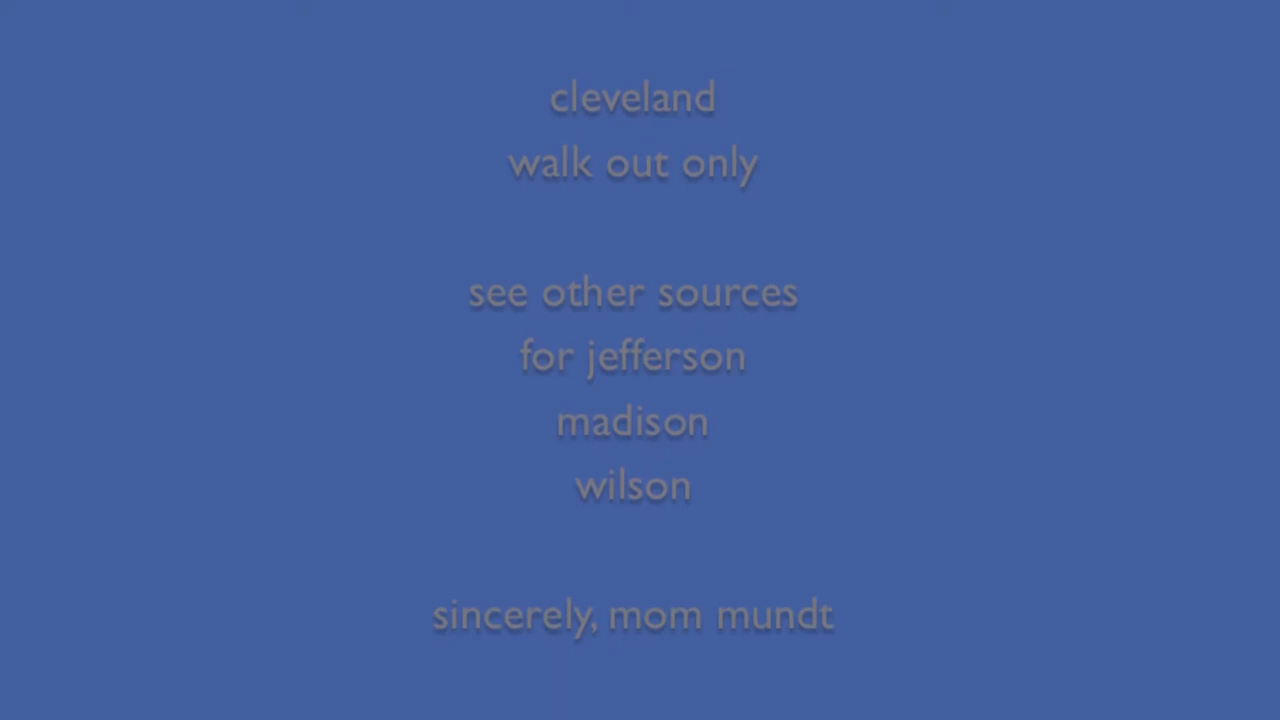 cleveland
walk out only
see other sources
for jefferson
madison
wilson
sincerely, mom mundt